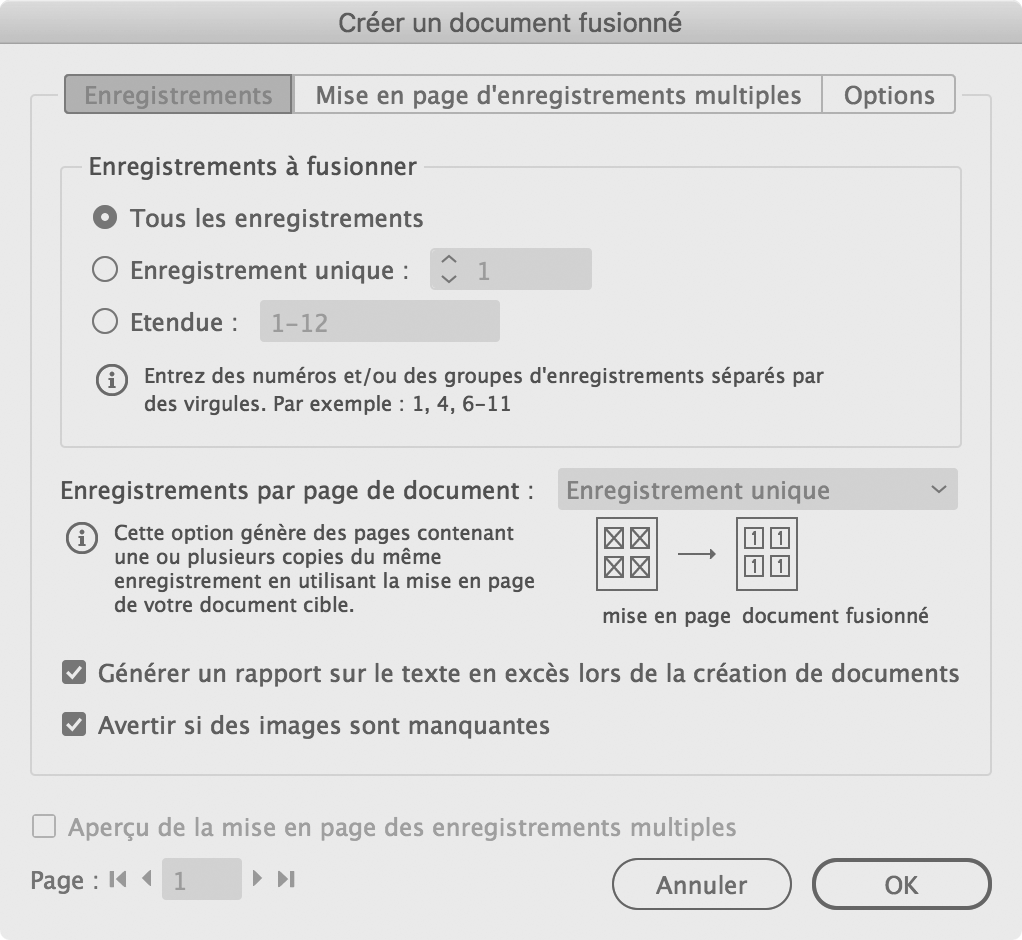 Créer un document fusionné
Enregistrements
Mise en page d'enregistrements multiples
Options
Enregistrements à fusionner
Tous les enregistrements
Enregistrement unique :
1
Etendue :
1–12
Entrez des numéros et/ou des groupes d'enregistrements séparés par
des virgules. Par exemple : 1, 4, 6–11
Enregistrements par page de document :
Enregistrement unique
Cette option génère des pages contenant
une ou plusieurs copies du même
enregistrement en utilisant la mise en page
de votre document cible.
1 1
1 1
mise en page
document fusionné
Générer un rapport sur le texte en excès lors de la création de documents
Avertir si des images sont manquantes
Aperçu de la mise en page des enregistrements multiples
Page :
1
Annuler
OK